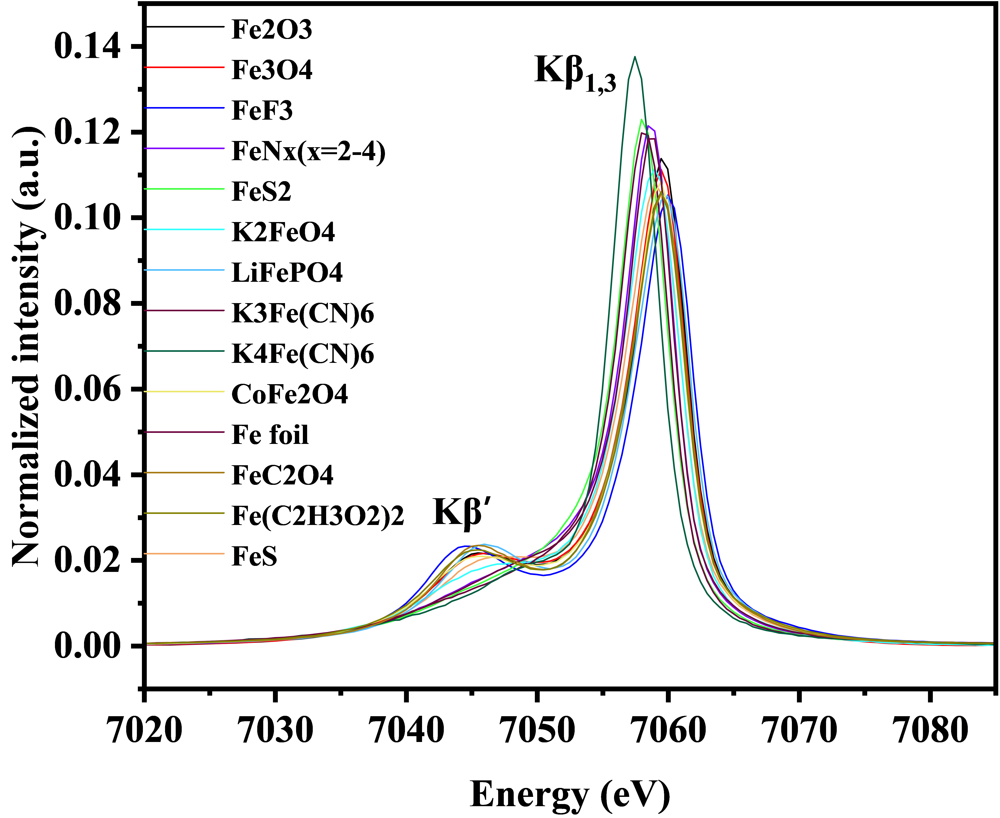 Normalized intensity (a.u.)
0.14
0.12
0.10
0.08
0.06
0.04
0.02
0.00
Fe2O3
Fe3O4
FeF3
FeNx(x=2-4)
FeS2
K2FeO4
LiFePO4
K3Fe(CN)6
K4Fe(CN)6
CoFe2O4
Fe foil
FeC2O4
Fe(C2H3O2)2
FeS
Kβ1,3
Kβ′
7020 7030 7040 7050 7060 7070 7080
Energy (eV)